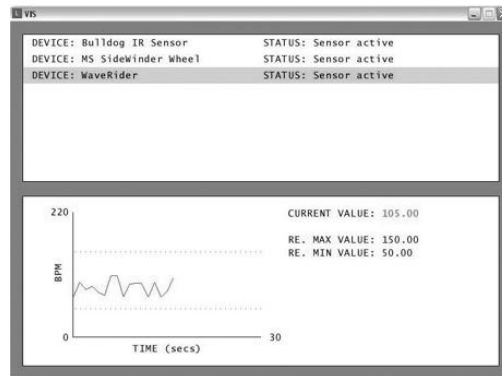 VIS
DEVICE: Bulldog IR Sensor STATUS: Sensor active
DEVICE: MS SideWinder Wheel STATUS: Sensor active
DEVICE: WaveRider STATUS: Sensor active
220
CURRENT VALUE: 105.00
RE. MAX VALUE: 150.00
RE. MIN VALUE: 50.00
BPM
0
30
TIME (secs)